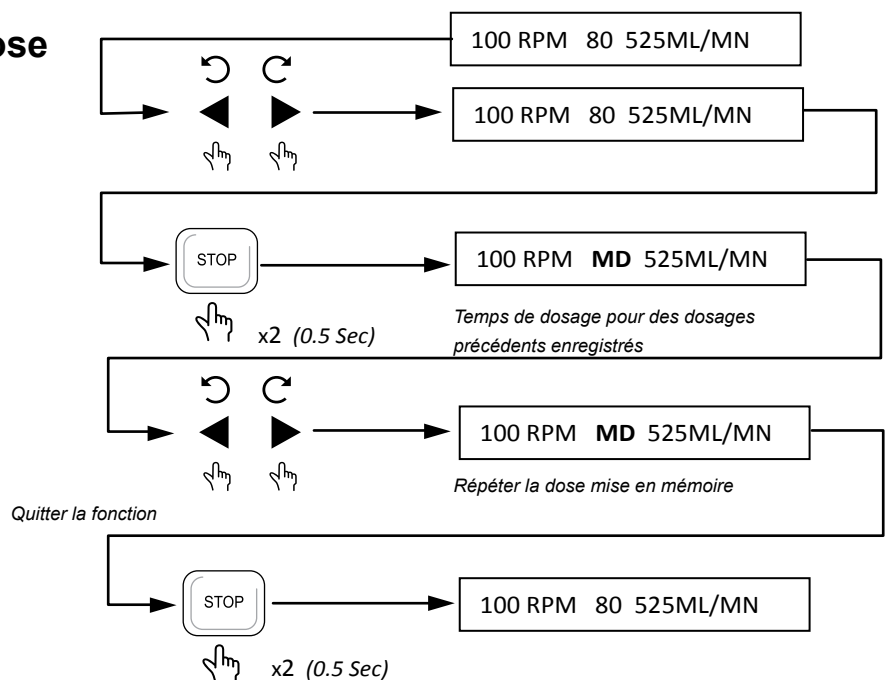 ose
100 RPM 80 525ML/MN
100 RPM 80 525ML/MN
STOP
x2 (0.5 Sec)
100 RPM MD 525ML/MN
Temps de dosage pour des dosages
précédents enregistrés
100 RPM MD 525ML/MN
Répéter la dose mise en mémoire
Quitter la fonction
STOP
x2 (0.5 Sec)
100 RPM 80 525ML/MN